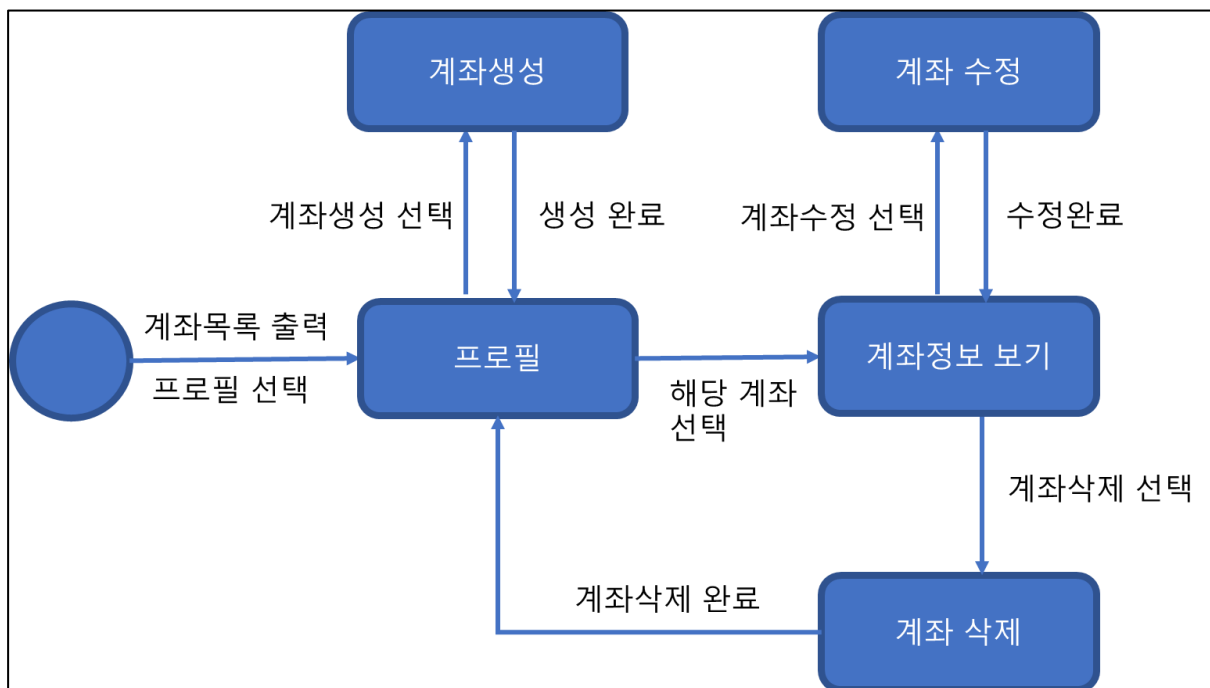 계좌생성
계좌 수정
계좌생성 선택
생성 완료
계좌수정 선택
수정완료
계좌목록 출력
프로필 선택
프로필
해당 계좌
선택
계좌정보 보기
계좌삭제 선택
계좌삭제 완료
계좌 삭제